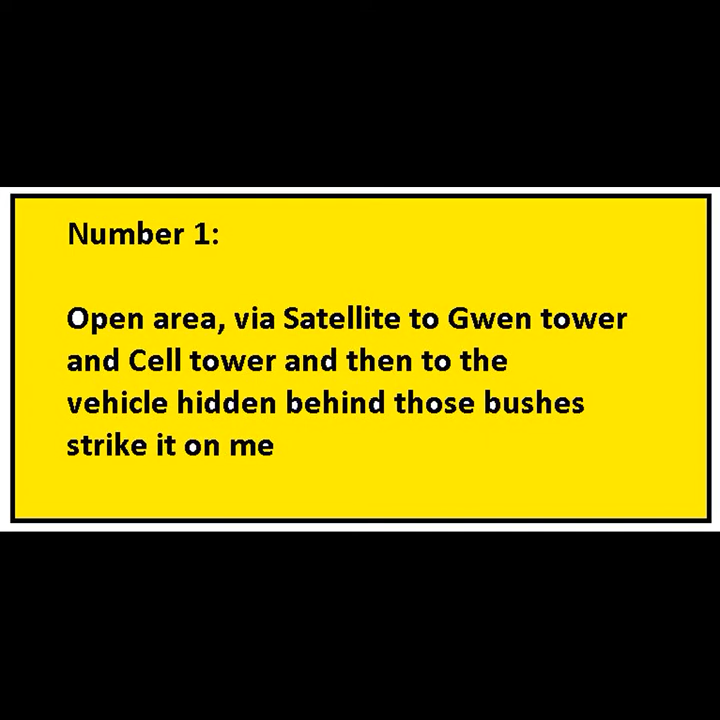 Number 1:
Open area, via Satellite to Gwen tower
and Cell tower and then to the
vehicle hidden behind those bushes
strike it on me